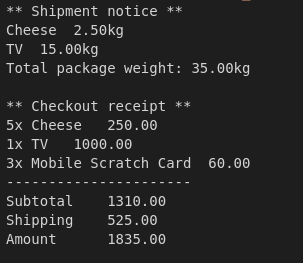 ** Shipment notice **
Cheese  2.50kg
TV  15.00kg
Total package weight: 35.00kg

** Checkout receipt **
5x Cheese   250.00
1x TV   1000.00
3x Mobile Scratch Card  60.00
----------------------
Subtotal    1310.00
Shipping    525.00
Amount      1835.00